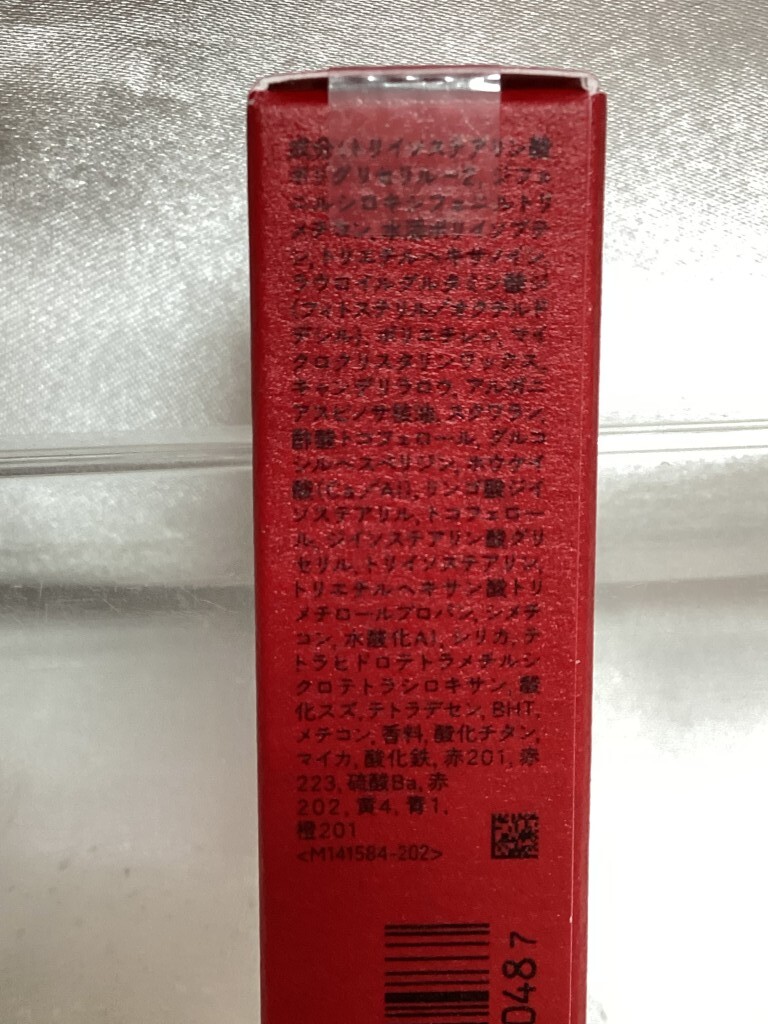 成分:トリイソステアリン酸
ポリグリセリル-2, ジフェ
ニルシロキシフェニルトリ
メチコン, 水添ポリイソブテ
ン, トリエチルヘキサノイン,
ラウロイルグルタミン酸ジ
(フィトステリル/オクチルド
デシル), ポリエチレン, マイ
クロクリスタリンワックス,
キャンデリラロウ, アルガニ
アスピノサ核油, スクワラン,
酢酸トコフェロール, グルコ
シルヘスペリジン, ホウケイ
酸(Ca/Al), リンゴ酸ジイ
ソステアリル, トコフェロー
ル, ジイソステアリン酸グリ
セリル, トリイソステアリン,
トリエチルヘキサン酸トリ
メチロールプロパン, シメチ
コン, 水酸化Al, シリカ, テ
トラヒドロテトラメチルシ
クロテトラシロキサン, 酸
化スズ, テトラデセン, BHT,
メチコン, 香料, 酸化チタン,
マイカ, 酸化鉄, 赤201, 赤
223, 硫酸Ba, 赤
202, 黄4, 青1,
橙201
<M141584-202>
0487